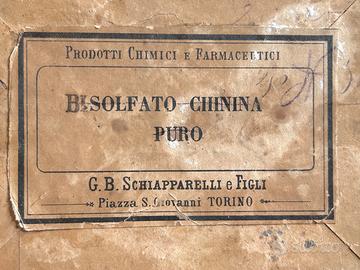 PRODOTTI CHIMICI E FARMACEUTICI
BISOLFATO CHININA
PURO
G. B. SCHIAPPARELLI e FIGLI
Piazza S. Giovanni TORINO